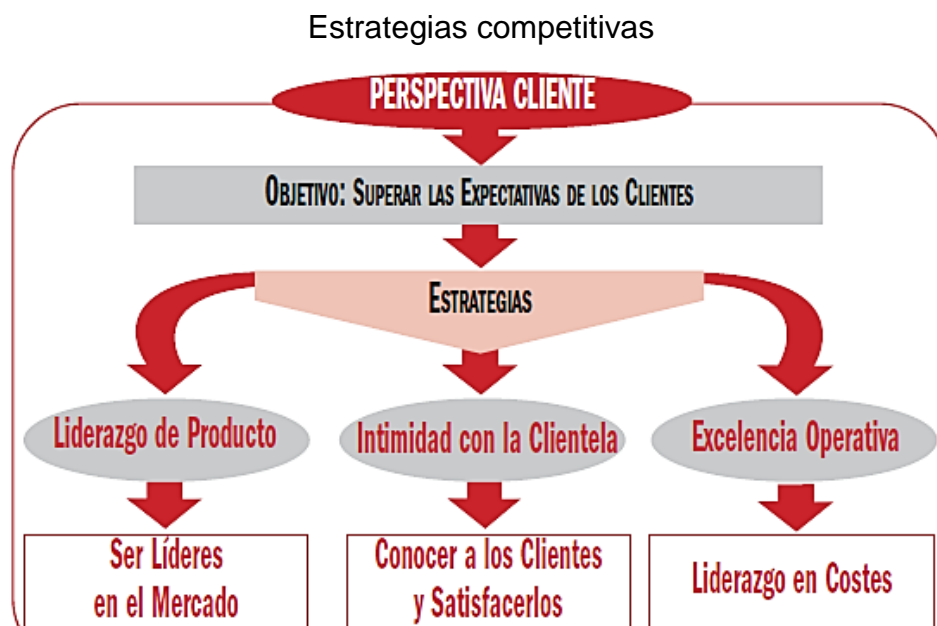 Estrategias competitivas
PERSPECTIVA CLIENTE
OBJETIVO: SUPERAR LAS EXPECTATIVAS DE LOS CLIENTES
ESTRATEGIAS
Liderazgo de Producto
Intimidad con la Clientela
Excelencia Operativa
Ser Líderes
en el Mercado
Conocer a los Clientes
y Satisfacerlos
Liderazgo en Costes